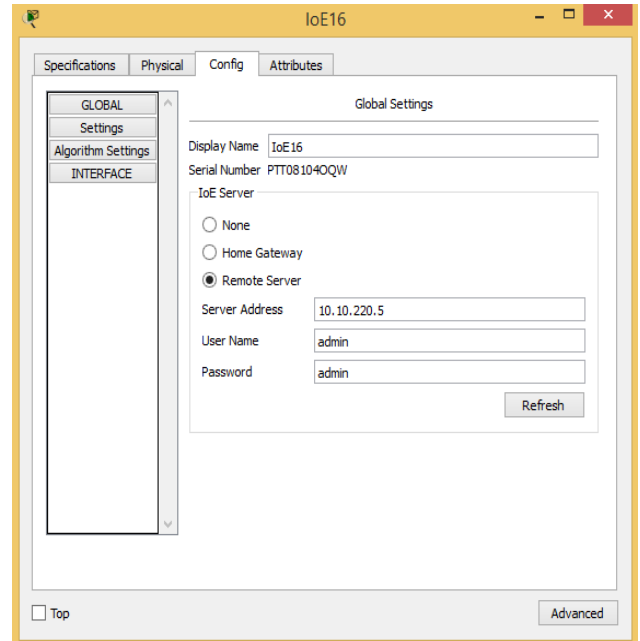 IoE16
Specifications Physical Config Attributes
GLOBAL
Settings
Algorithm Settings
INTERFACE
Global Settings
Display Name IoE16
Serial Number PTT08104OQW
IoE Server
None
Home Gateway
Remote Server
Server Address 10.10.220.5
User Name admin
Password admin
Refresh
Top
Advanced